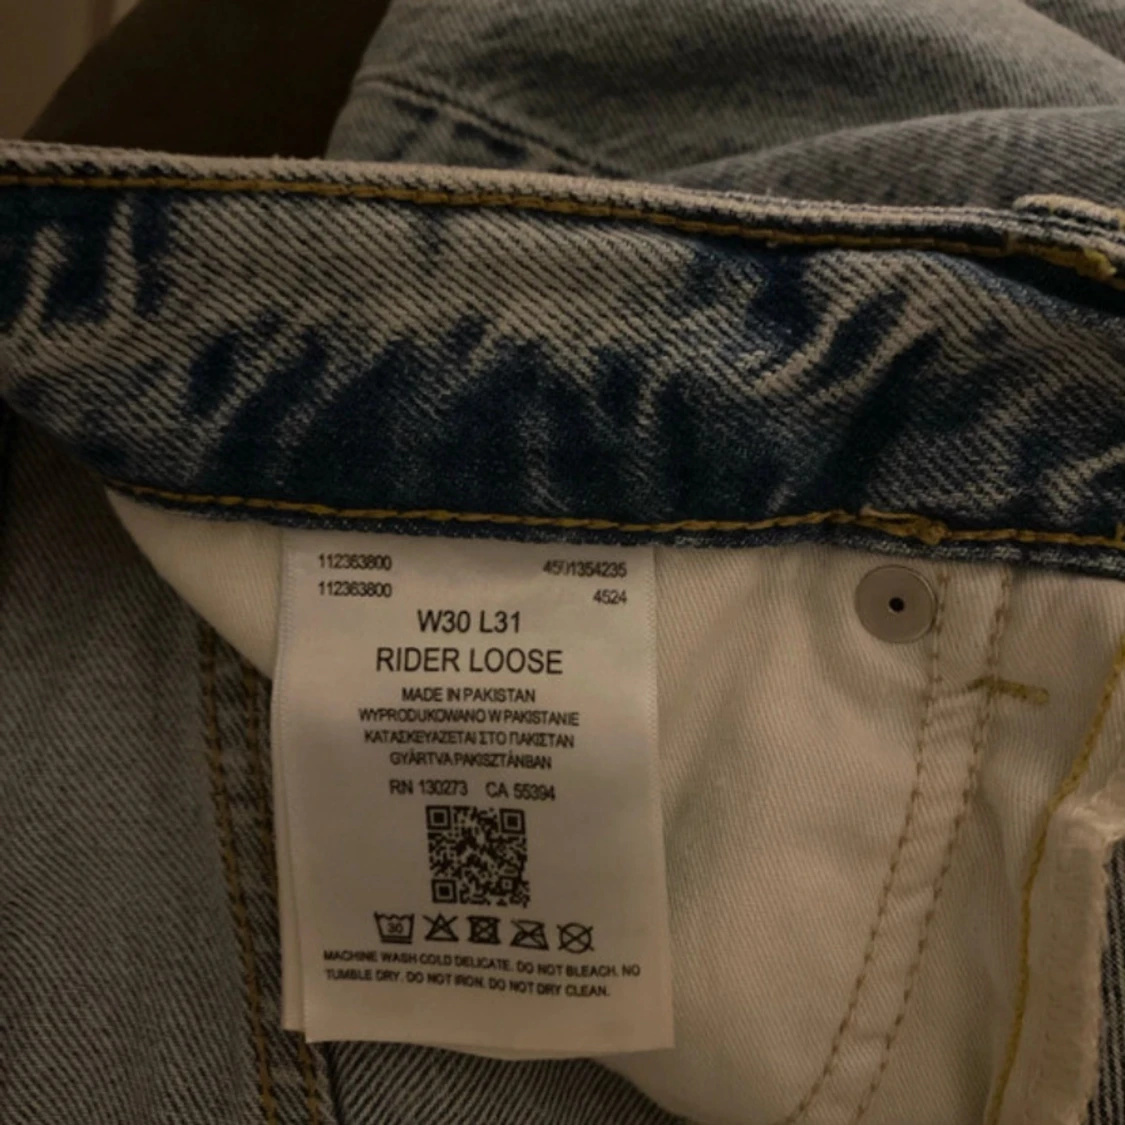 112363800 4501354235
112363800 4524
W30 L31
RIDER LOOSE
MADE IN PAKISTAN
WYPRODUKOWANO W PAKISTANIE
ΚΑΤΑΣΚΕΥΑΖΕΤΑΙ ΣΤΟ ΠΑΚΙΣΤΑΝ
GYÁRTVA PAKISZTÁNBAN
RN 130273 CA 55394
30
MACHINE WASH COLD DELICATE. DO NOT BLEACH. NO
TUMBLE DRY. DO NOT IRON. DO NOT DRY CLEAN.